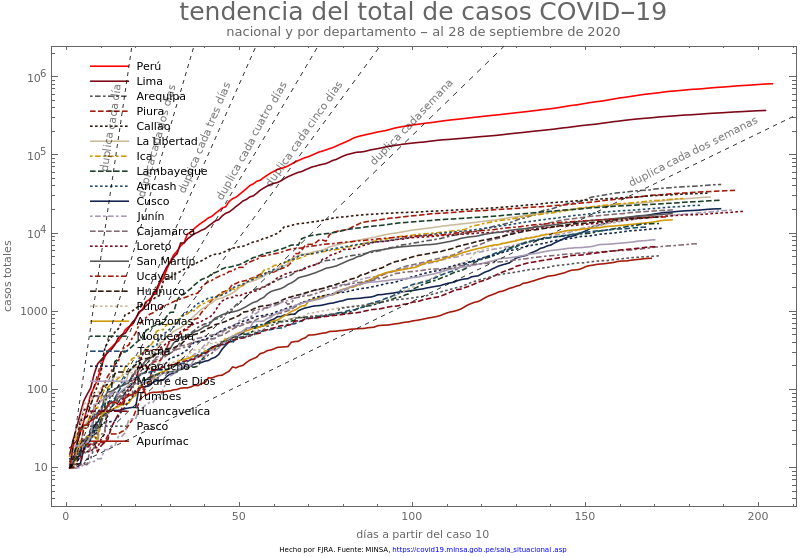 tendencia del total de casos COVID–19
nacional y por departamento – al 28 de septiembre de 2020
casos totales
10⁶
10⁵
10⁴
1000
100
10
Perú
Lima
Arequipa
Piura
Callao
La Libertad
Ica
Lambayeque
Ancash
Cusco
Junín
Cajamarca
Loreto
San Martín
Ucayali
Huánuco
Puno
Amazonas
Moquegua
Tacna
Ayacucho
Madre de Dios
Tumbes
Huancavelica
Pasco
Apurímac
duplica cada día
duplica cada dos días
duplica cada tres días
duplica cada cuatro días
duplica cada cinco días
duplica cada semana
duplica cada dos semanas
0 50 100 150 200
días a partir del caso 10
Hecho por FJRA. Fuente: MINSA, https://covid19.minsa.gob.pe/sala_situacional.asp